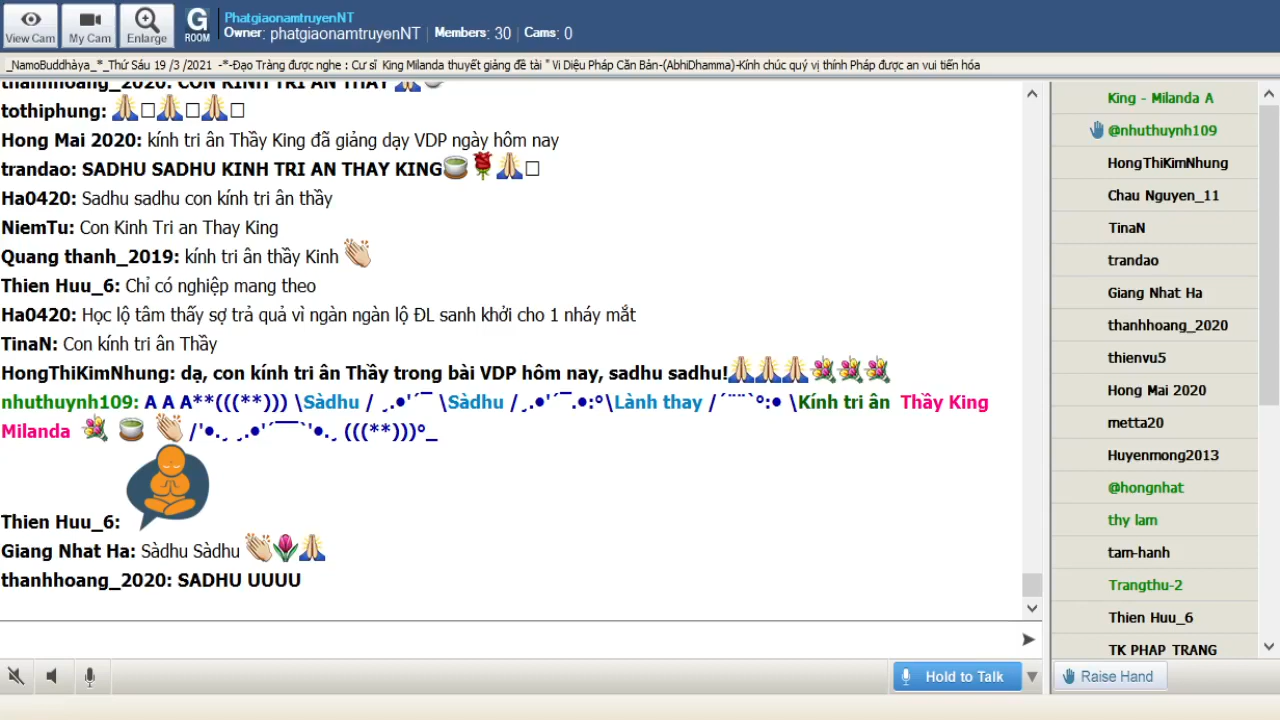 View Cam
My Cam
Enlarge
G
ROOM
PhatgiaonamtruyenNT
Owner: phatgiaonamtruyenNT | Members: 30 | Cams: 0
_NamoBuddhàya_*_Thứ Sáu 19 /3 /2021 -*-Đạo Tràng được nghe : Cư sĩ King Milanda thuyết giảng đề tài " Vi Diệu Pháp Căn Bản-(AbhiDhamma)-Kính chúc quý vị thính Pháp được an vui tiến hóa
thanhhoang_2020: CON KINH TRI AN THAY 🙏🍵
tothiphung: 🙏□🙏□🙏□
Hong Mai 2020: kính tri ân Thầy King đã giảng dạy VDP ngày hôm nay
trandao: SADHU SADHU KINH TRI AN THAY KING🍵🌹🙏□
Ha0420: Sadhu sadhu con kính tri ân thầy
NiemTu: Con Kinh Tri an Thay King
Quang thanh_2019: kính tri ân thầy Kinh 👏
Thien Huu_6: Chỉ có nghiệp mang theo
Ha0420: Học lộ tâm thấy sợ trả quả vì ngàn ngàn lộ ĐL sanh khởi cho 1 nháy mắt
TinaN: Con kính tri ân Thầy
HongThiKimNhung: dạ, con kính tri ân Thầy trong bài VDP hôm nay, sadhu sadhu!🙏🙏🙏💐💐💐
nhuthuynh109: A A A**(((**))) \Sàdhu / ¸.•'´¯ \Sàdhu /¸.•'´¯.•:°\Lành thay /´¨¨`°:• \Kính tri ân Thầy King
Milanda 💐 🍵 👏 /'•.¸ ¸.•'´¯¯`'•.¸ (((**)))°_
Thien Huu_6:
Giang Nhat Ha: Sàdhu Sàdhu 👏🌷🙏
thanhhoang_2020: SADHU UUUU
King - Milanda A
@nhuthuynh109
HongThiKimNhung
Chau Nguyen_11
TinaN
trandao
Giang Nhat Ha
thanhhoang_2020
thienvu5
Hong Mai 2020
metta20
Huyenmong2013
@hongnhat
thy lam
tam-hanh
Trangthu-2
Thien Huu_6
TK PHAP TRANG
Hold to Talk
Raise Hand